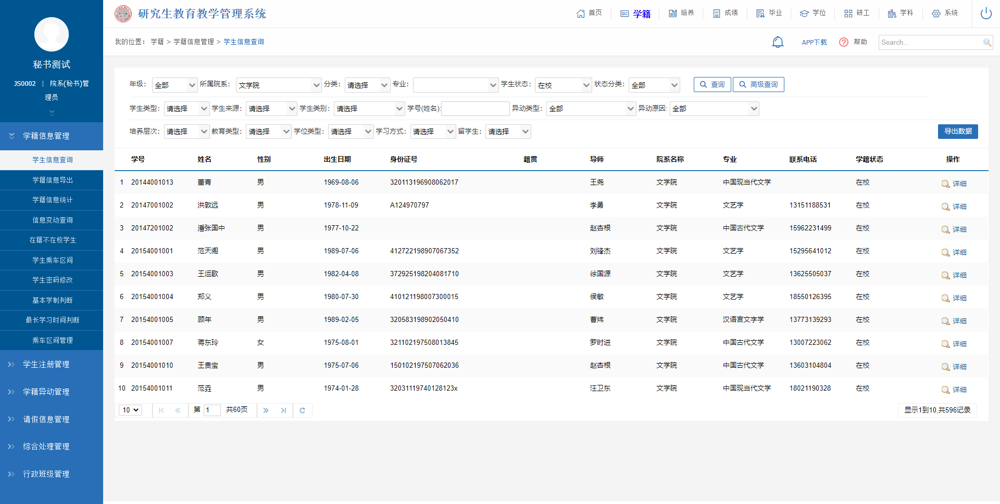 研究生教育教学管理系统
首页 学籍 培养 成绩 毕业 学位 研工 学科 系统
秘书测试
JS0002 | 院系(秘书)管
理员
我的位置： 学籍 > 学籍信息管理 > 学生信息查询
APP下载 帮助 Search...
学籍信息管理
学生信息查询
学籍信息导出
学籍信息统计
信息变动查询
在籍不在校学生
学生乘车区间
学生密码修改
基本学制判断
最长学习时间判断
乘车区间管理
学生注册管理
学籍异动管理
请假信息管理
综合处理管理
行政班级管理
年级： 全部 所属院系： 文学院 分类： 请选择 专业： 学生状态： 在校 状态分类： 全部 查询 高级查询
学生类型： 请选择 学生来源： 请选择 学生类别： 请选择 学号(姓名): 异动类型： 全部 异动原因: 全部
培养层次： 请选择 教育类型： 请选择 学位类型： 请选择 学习方式： 请选择 留学生： 请选择 导出数据
学号 姓名 性别 出生日期 身份证号 籍贯 导师 院系名称 专业 联系电话 学籍状态 操作
1 20144001013 董青 男 1969-08-06 320113196908062017 王尧 文学院 中国现当代文学 在校 详细
2 20147001002 洪敦远 男 1978-11-09 A124970797 李勇 文学院 文艺学 13151188531 在校 详细
3 20147201002 潘张国中 男 1977-10-22 赵杏根 文学院 中国古代文学 15962231499 在校 详细
4 20154001001 范天阁 男 1989-07-06 412722198907067352 刘锋杰 文学院 文艺学 15295641012 在校 详细
5 20154001003 王运歌 男 1982-04-08 372925198204081710 徐国源 文学院 文艺学 13625505037 在校 详细
6 20154001004 郑义 男 1980-07-30 410121198007300015 侯敏 文学院 文艺学 18550126395 在校 详细
7 20154001005 顾年 男 1989-02-05 320583198902050410 曹炜 文学院 汉语言文字学 13773139293 在校 详细
8 20154001007 蒋东玲 女 1975-08-01 321102197508013845 罗时进 文学院 中国古代文学 13007223062 在校 详细
9 20154001010 王贵宝 男 1975-07-06 150102197507062036 赵杏根 文学院 中国古代文学 13603104804 在校 详细
10 20154001011 范壵 男 1974-01-28 32031119740128123x 汪卫东 文学院 中国现当代文学 18021190328 在校 详细
10 第 1 共60页 显示1到10,共596记录